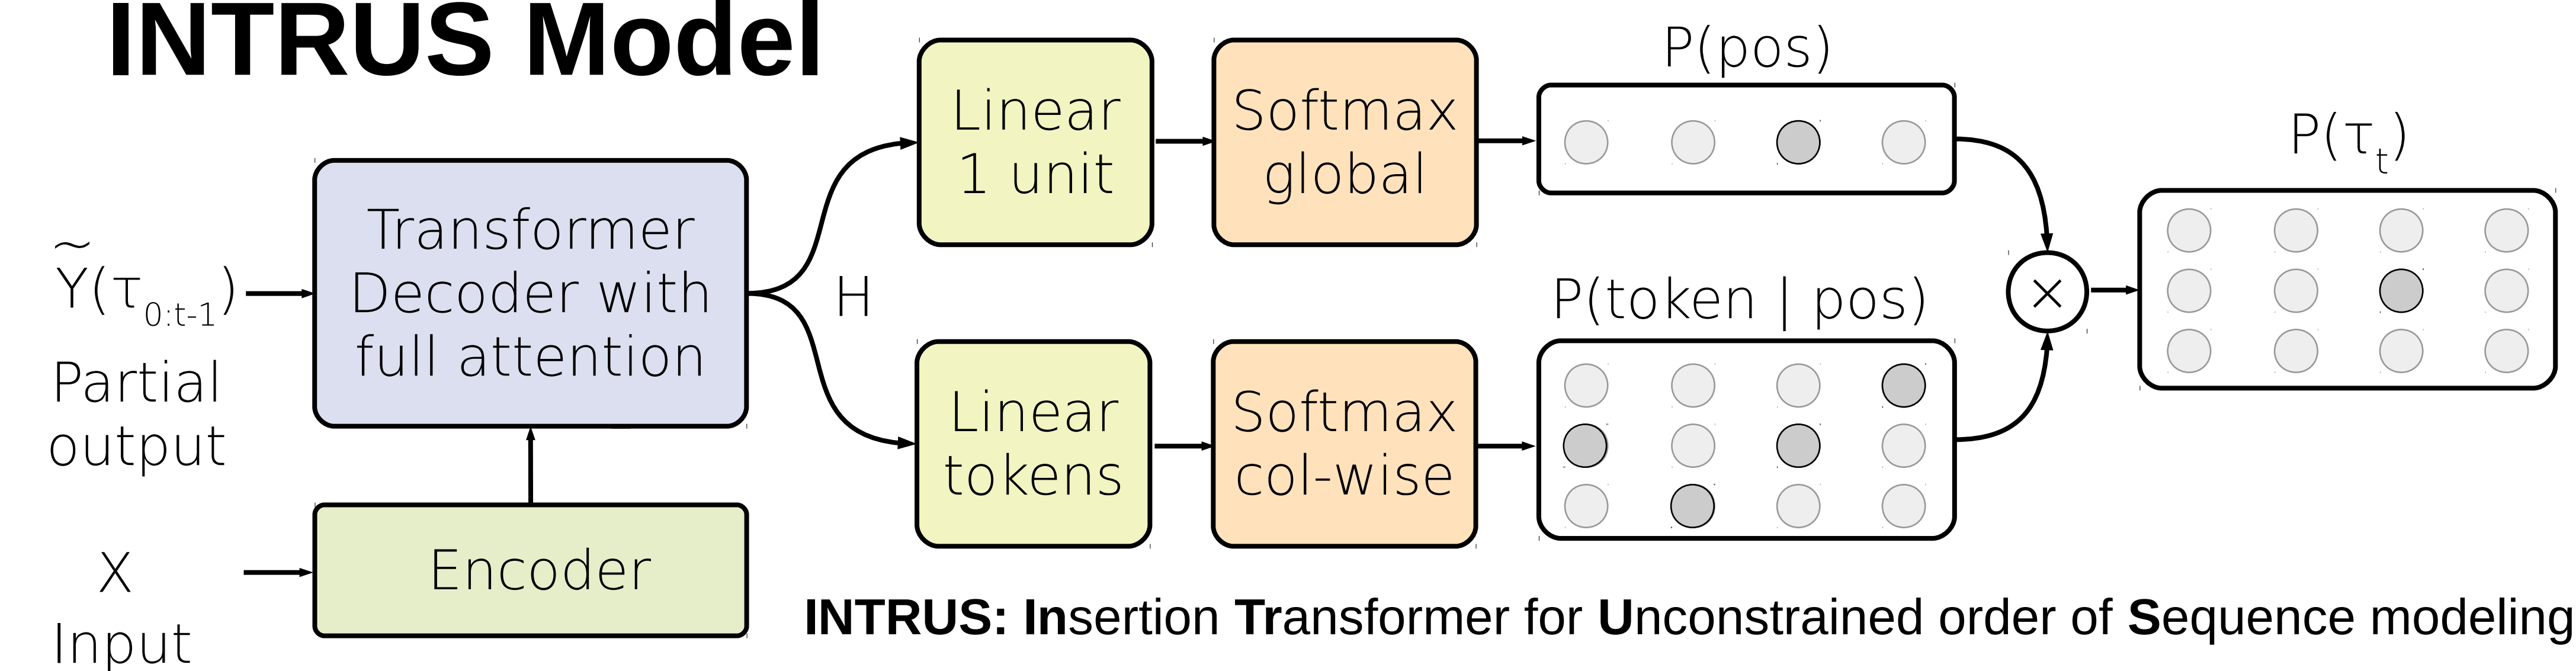 INTRUS Model
Ỹ(τ0:t-1)
Partial
output
X
Input
Transformer
Decoder with
full attention
Encoder
H
Linear
1 unit
Softmax
global
P(pos)
Linear
tokens
Softmax
col-wise
P(token | pos)
×
P(τt)
INTRUS: Insertion Transformer for Unconstrained order of Sequence modeling